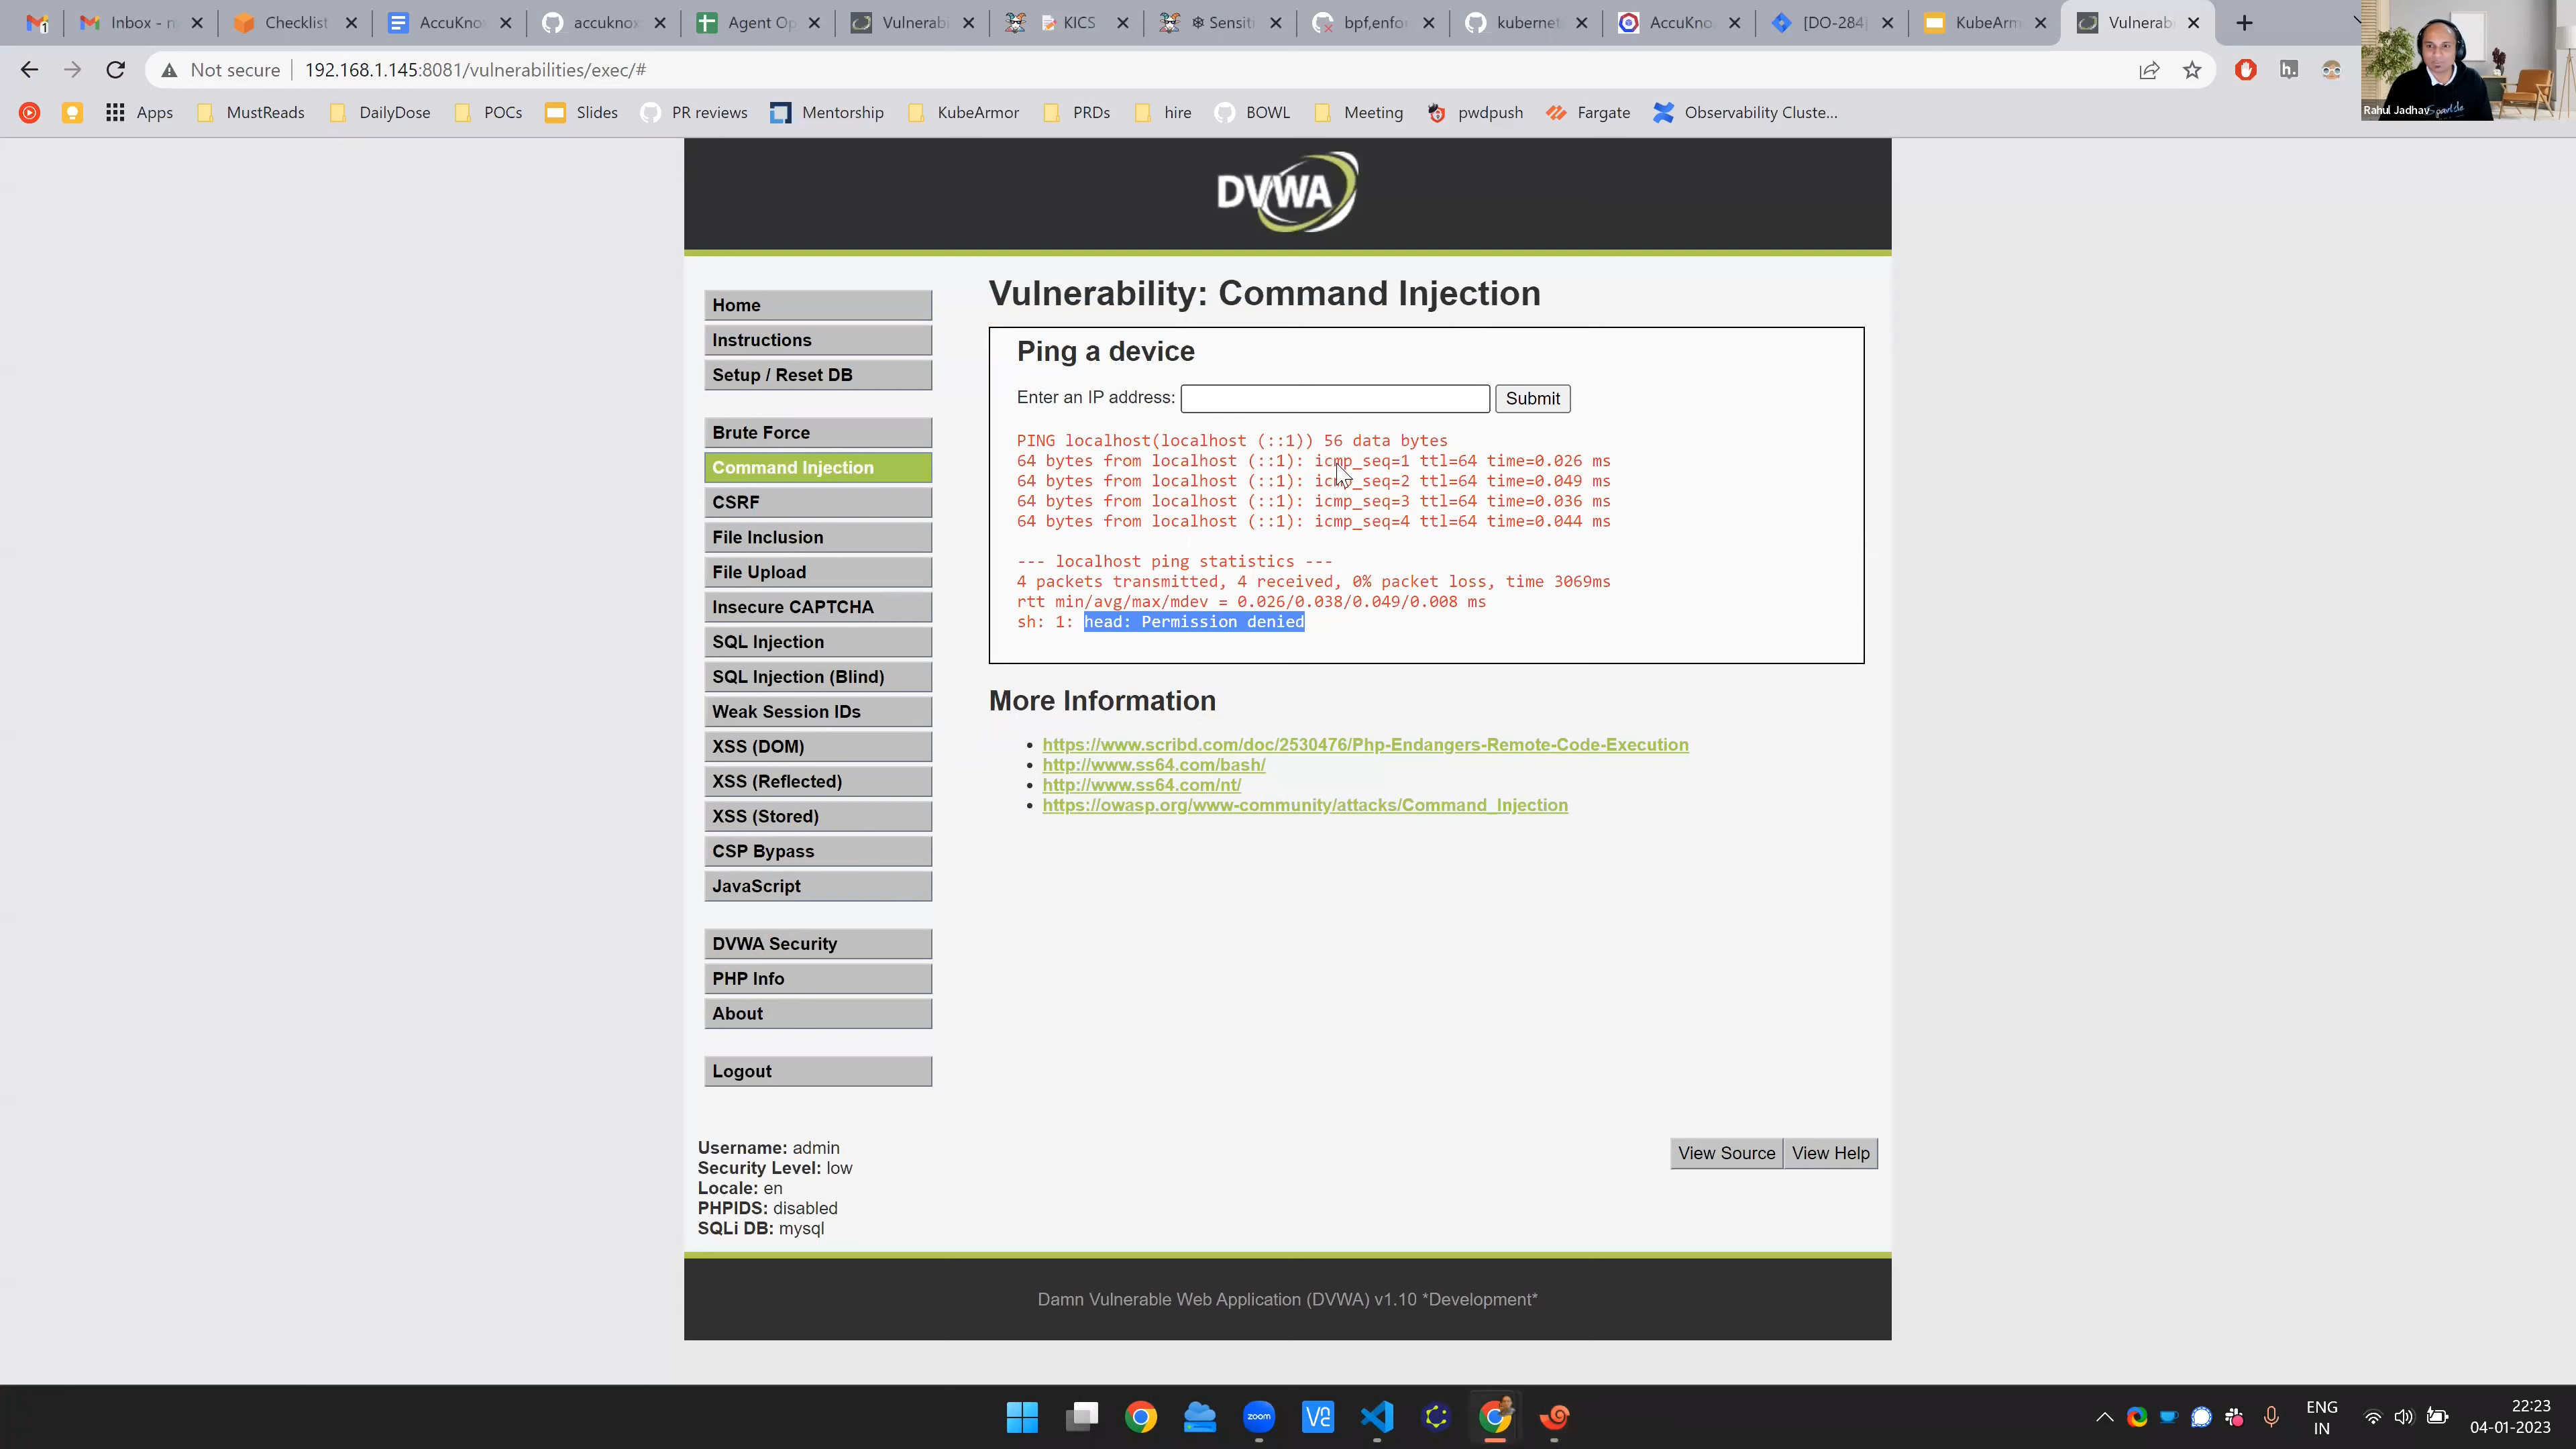 Inbox - r
Checklist
AccuKno
accukno
Agent Op
Vulnerab
KICS
Sensiti
bpf,enfo
kubernet
AccuKno
[DO-284]
KubeArm
Vulnerab
Not secure
192.168.1.145:8081/vulnerabilities/exec/#
Rahul Jadhav
Apps
MustReads
DailyDose
POCs
Slides
PR reviews
Mentorship
KubeArmor
PRDs
hire
BOWL
Meeting
pwdpush
Fargate
Observability Cluste...
DVWA
Home
Instructions
Setup / Reset DB
Brute Force
Command Injection
CSRF
File Inclusion
File Upload
Insecure CAPTCHA
SQL Injection
SQL Injection (Blind)
Weak Session IDs
XSS (DOM)
XSS (Reflected)
XSS (Stored)
CSP Bypass
JavaScript
DVWA Security
PHP Info
About
Logout
Vulnerability: Command Injection
Ping a device
Enter an IP address:
Submit
PING localhost(localhost (::1)) 56 data bytes
64 bytes from localhost (::1): icmp_seq=1 ttl=64 time=0.026 ms
64 bytes from localhost (::1): icmp_seq=2 ttl=64 time=0.049 ms
64 bytes from localhost (::1): icmp_seq=3 ttl=64 time=0.036 ms
64 bytes from localhost (::1): icmp_seq=4 ttl=64 time=0.044 ms
--- localhost ping statistics ---
4 packets transmitted, 4 received, 0% packet loss, time 3069ms
rtt min/avg/max/mdev = 0.026/0.038/0.049/0.008 ms
sh: 1: head: Permission denied
More Information
https://www.scribd.com/doc/2530476/Php-Endangers-Remote-Code-Execution
http://www.ss64.com/bash/
http://www.ss64.com/nt/
https://owasp.org/www-community/attacks/Command_Injection
Username: admin
Security Level: low
Locale: en
PHPIDS: disabled
SQLi DB: mysql
View Source
View Help
Damn Vulnerable Web Application (DVWA) v1.10 *Development*
zoom
ENG
IN
22:23
04-01-2023